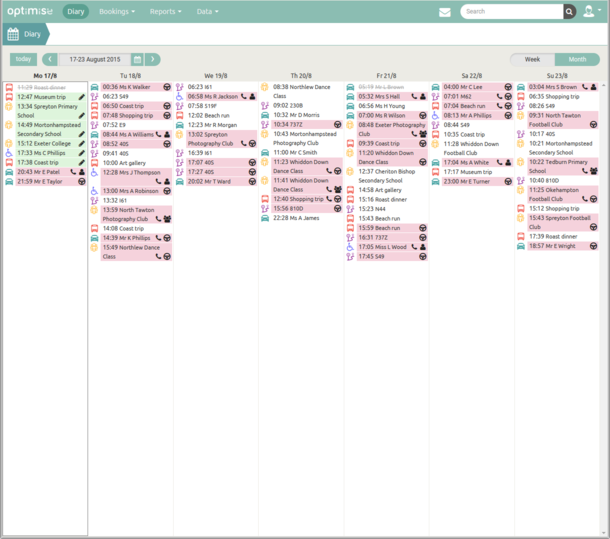 optimise
Diary
Bookings
Reports
Data
Search
Diary
today
17-23 August 2015
Week
Month
Mo 17/8
11:29 Roast dinner
12:47 Museum trip
13:34 Spreyton Primary
School
14:49 Mortonhampstead
Secondary School
15:12 Exeter College
17:33 Ms C Phillips
17:38 Coast trip
20:43 Mr E Patel
21:59 Mr E Taylor
Tu 18/8
00:36 Ms K Walker
06:23 S49
06:50 Coast trip
07:48 Shopping trip
07:52 E9
08:44 Ms A Williams
08:52 405
09:41 405
10:00 Art gallery
12:28 Mrs J Thompson
13:00 Mrs A Robinson
13:32 I61
13:59 North Tawton
Photography Club
14:08 Coast trip
14:39 Mr K Phillips
15:49 Northlew Dance
Class
We 19/8
06:23 I61
06:58 Ms R Jackson
07:58 S19F
12:02 Beach run
12:23 Mr R Morgan
13:02 Spreyton
Photography Club
16:39 I61
17:07 405
17:27 405
20:02 Mr T Ward
Th 20/8
08:38 Northlew Dance
Class
09:02 230B
10:32 Mr D Morris
10:34 737Z
10:43 Mortonhampstead
Photography Club
11:00 Mr C Smith
11:23 Whiddon Down
Dance Class
11:41 Whiddon Down
Dance Class
12:40 Shopping trip
15:56 810D
22:28 Ms A James
Fr 21/8
03:19 Mr L Brown
05:32 Mrs S Hall
06:56 Ms H Young
07:00 Ms R Wilson
08:48 Exeter Photography
Club
09:39 Coast trip
11:20 Whiddon Down
Dance Class
12:37 Cheriton Bishop
Secondary School
14:58 Art gallery
15:16 Roast dinner
15:23 N44
15:43 Beach run
15:59 Beach run
16:31 737Z
17:05 Miss L Wood
17:45 S49
Sa 22/8
04:00 Mr C Lee
07:01 M62
07:04 Beach run
08:13 Mr A Phillips
08:44 S49
10:35 Coast trip
11:28 Whiddon Down
Football Club
17:04 Ms A White
17:17 Museum trip
23:00 Mr E Turner
Su 23/8
03:04 Mrs S Brown
06:35 Shopping trip
08:26 S49
09:31 North Tawton
Football Club
10:17 405
10:21 Mortonhampstead
Secondary School
10:22 Tedburn Primary
School
10:40 810D
11:25 Okehampton
Football Club
15:12 Shopping trip
15:43 Spreyton Football
Club
17:39 Roast dinner
18:57 Mr E Wright